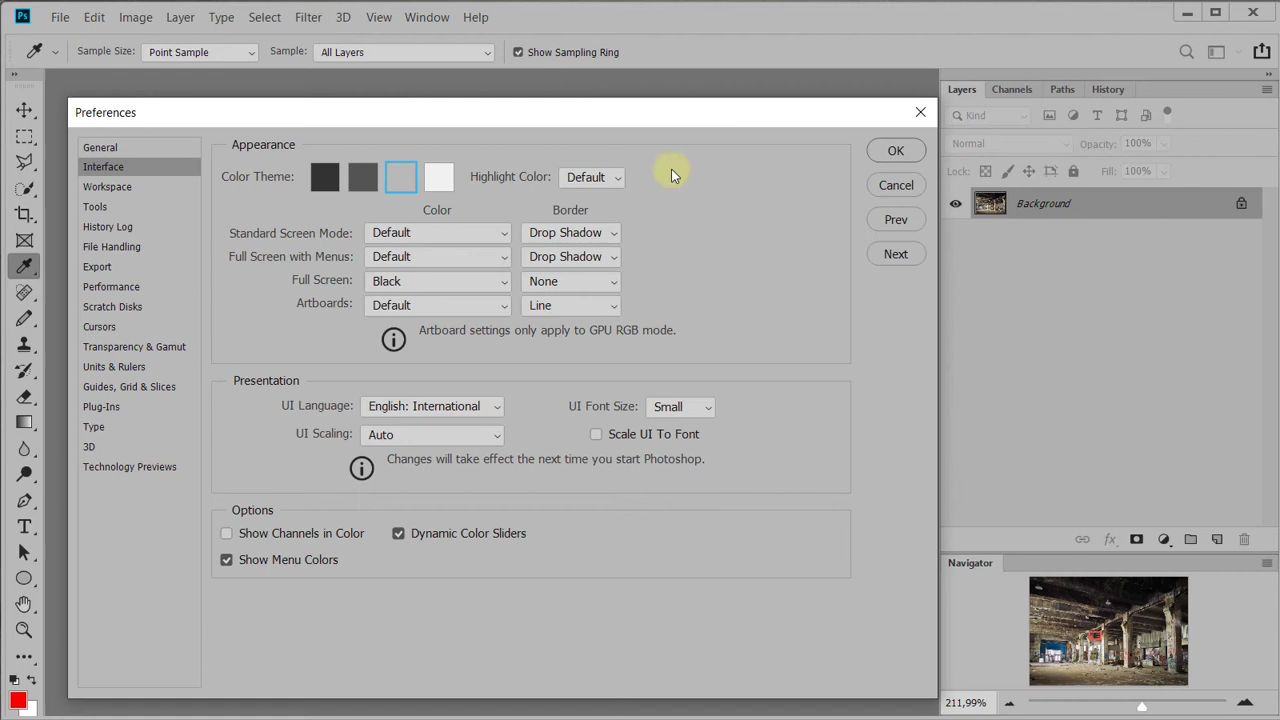 Ps File Edit Image Layer Type Select Filter 3D View Window Help
Sample Size: Point Sample Sample: All Layers Show Sampling Ring
Layers Channels Paths History
Kind
Normal Opacity: 100%
Lock: Fill: 100%
Background
Preferences
General
Interface
Workspace
Tools
History Log
File Handling
Export
Performance
Scratch Disks
Cursors
Transparency & Gamut
Units & Rulers
Guides, Grid & Slices
Plug-Ins
Type
3D
Technology Previews
Appearance
Color Theme: Highlight Color: Default
Color Border
Standard Screen Mode: Default Drop Shadow
Full Screen with Menus: Default Drop Shadow
Full Screen: Black None
Artboards: Default Line
Artboard settings only apply to GPU RGB mode.
Presentation
UI Language: English: International UI Font Size: Small
UI Scaling: Auto Scale UI To Font
Changes will take effect the next time you start Photoshop.
Options
Show Channels in Color Dynamic Color Sliders
Show Menu Colors
OK
Cancel
Prev
Next
fx
Navigator
211,99%